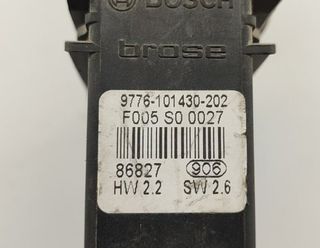 BOSCH
brose
9776-101430-202
F005 S0 0027
86827 906
HW 2.2 SW 2.6